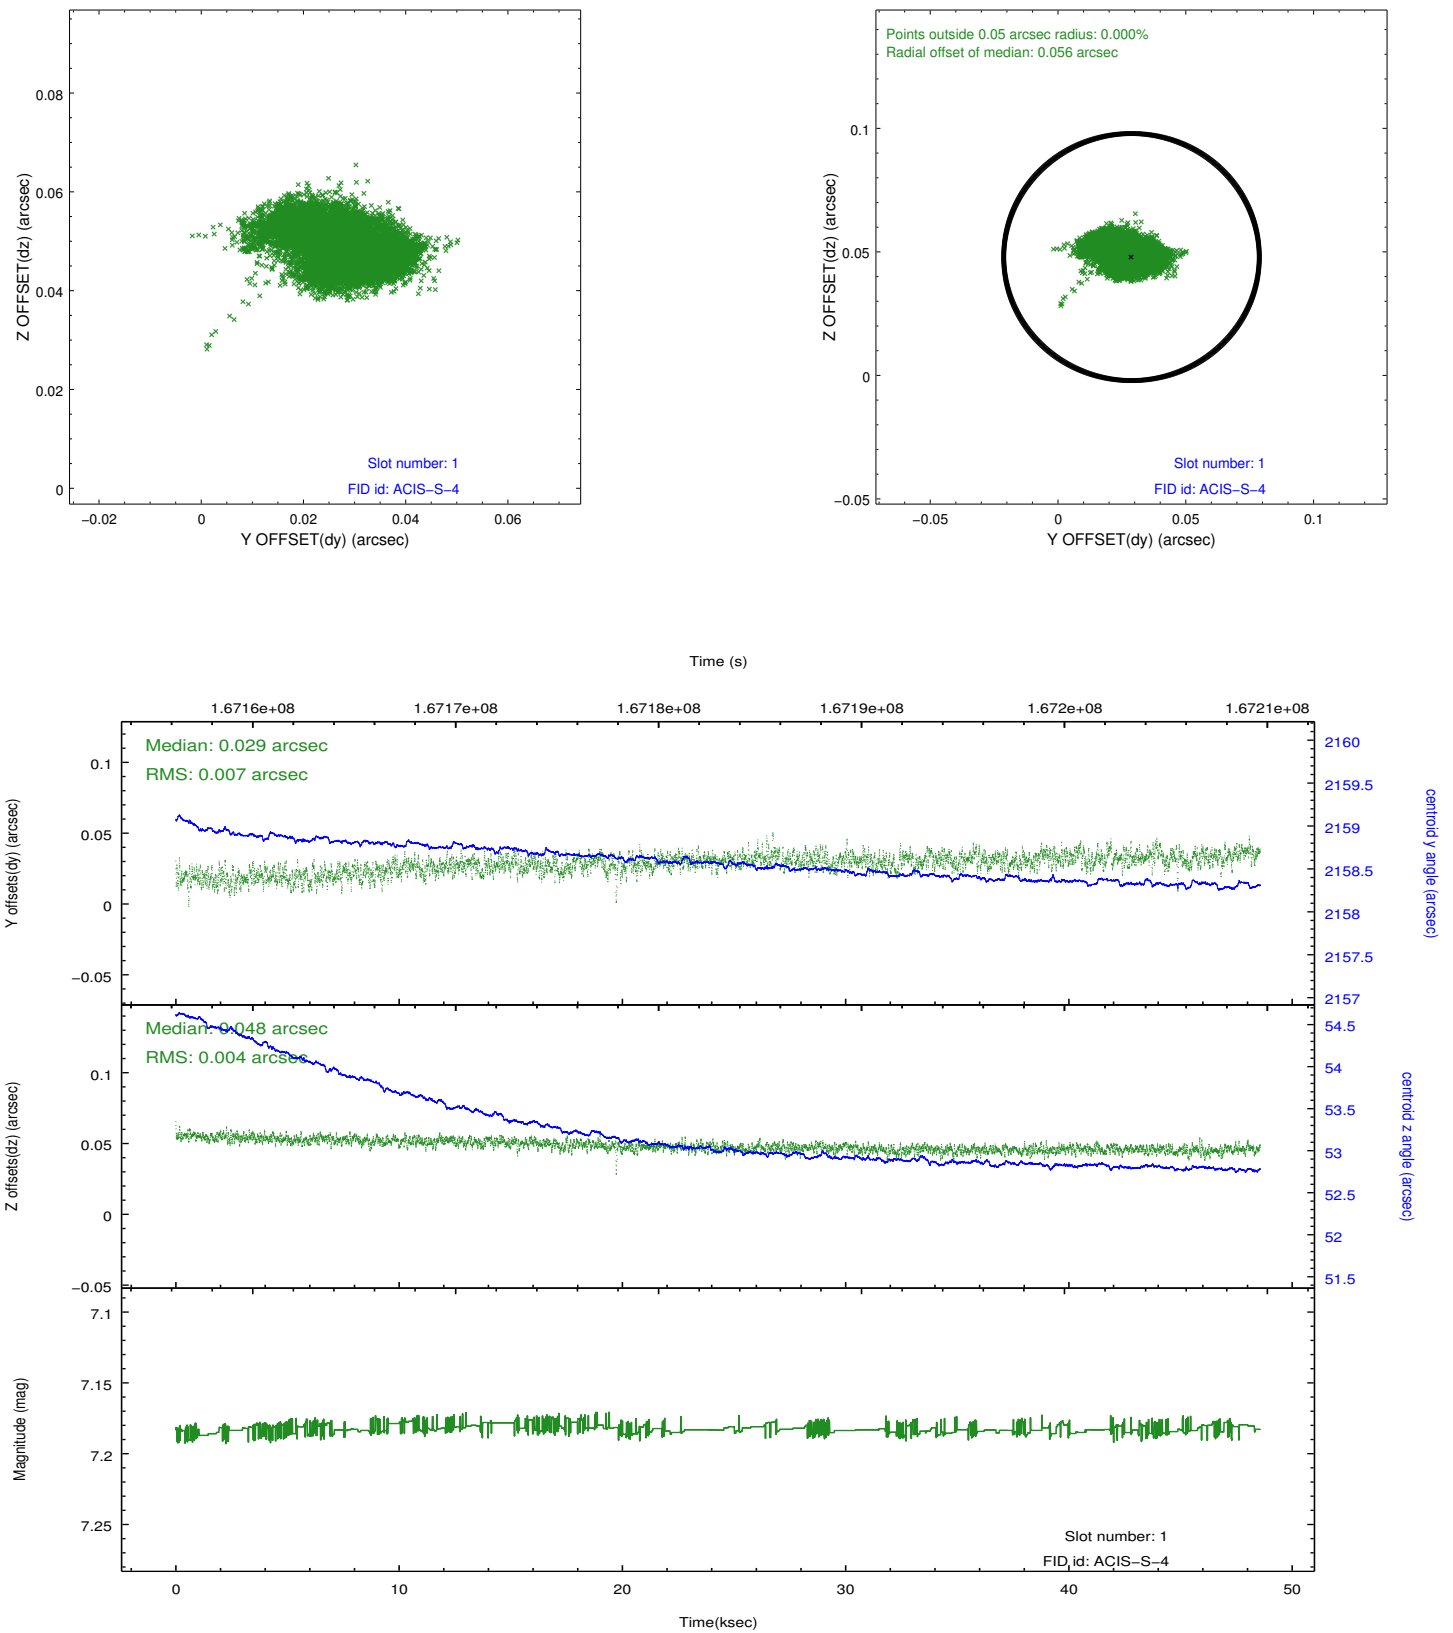 0.08
0.06
0.04
0.02
0
Z OFFSET(dz) (arcsec)
Slot number: 1
FID id: ACIS−S−4
−0.02 0 0.02 0.04 0.06
Y OFFSET(dy) (arcsec)
Points outside 0.05 arcsec radius: 0.000%
Radial offset of median: 0.056 arcsec
0.1
0.05
0
−0.05
Z OFFSET(dz) (arcsec)
Slot number: 1
FID id: ACIS−S−4
−0.05 0 0.05 0.1
Y OFFSET(dy) (arcsec)
Time (s)
1.6716e+08 1.6717e+08 1.6718e+08 1.6719e+08 1.672e+08 1.6721e+08
Median: 0.029 arcsec
RMS: 0.007 arcsec
0.1
0.05
0
−0.05
Y offsets(dy) (arcsec)
2160
2159.5
2159
2158.5
2158
2157.5
2157
centroid y angle (arcsec)
Median: 0.048 arcsec
RMS: 0.004 arcsec
0.1
0.05
0
−0.05
Z offsets(dz) (arcsec)
54.5
54
53.5
53
52.5
52
51.5
centroid z angle (arcsec)
7.1
7.15
7.2
7.25
Magnitude (mag)
Slot number: 1
FID id: ACIS−S−4
0 10 20 30 40 50
Time(ksec)